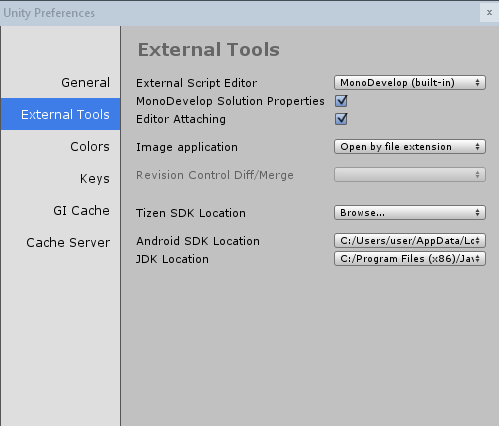 Unity Preferences x
External Tools
General
External Script Editor MonoDevelop (built-in)
MonoDevelop Solution Properties
External Tools
Editor Attaching
Colors
Image application Open by file extension
Keys
Revision Control Diff/Merge
GI Cache
Tizen SDK Location Browse...
Cache Server
Android SDK Location C:/Users/user/AppData/Lo
JDK Location C:/Program Files (x86)/Jav